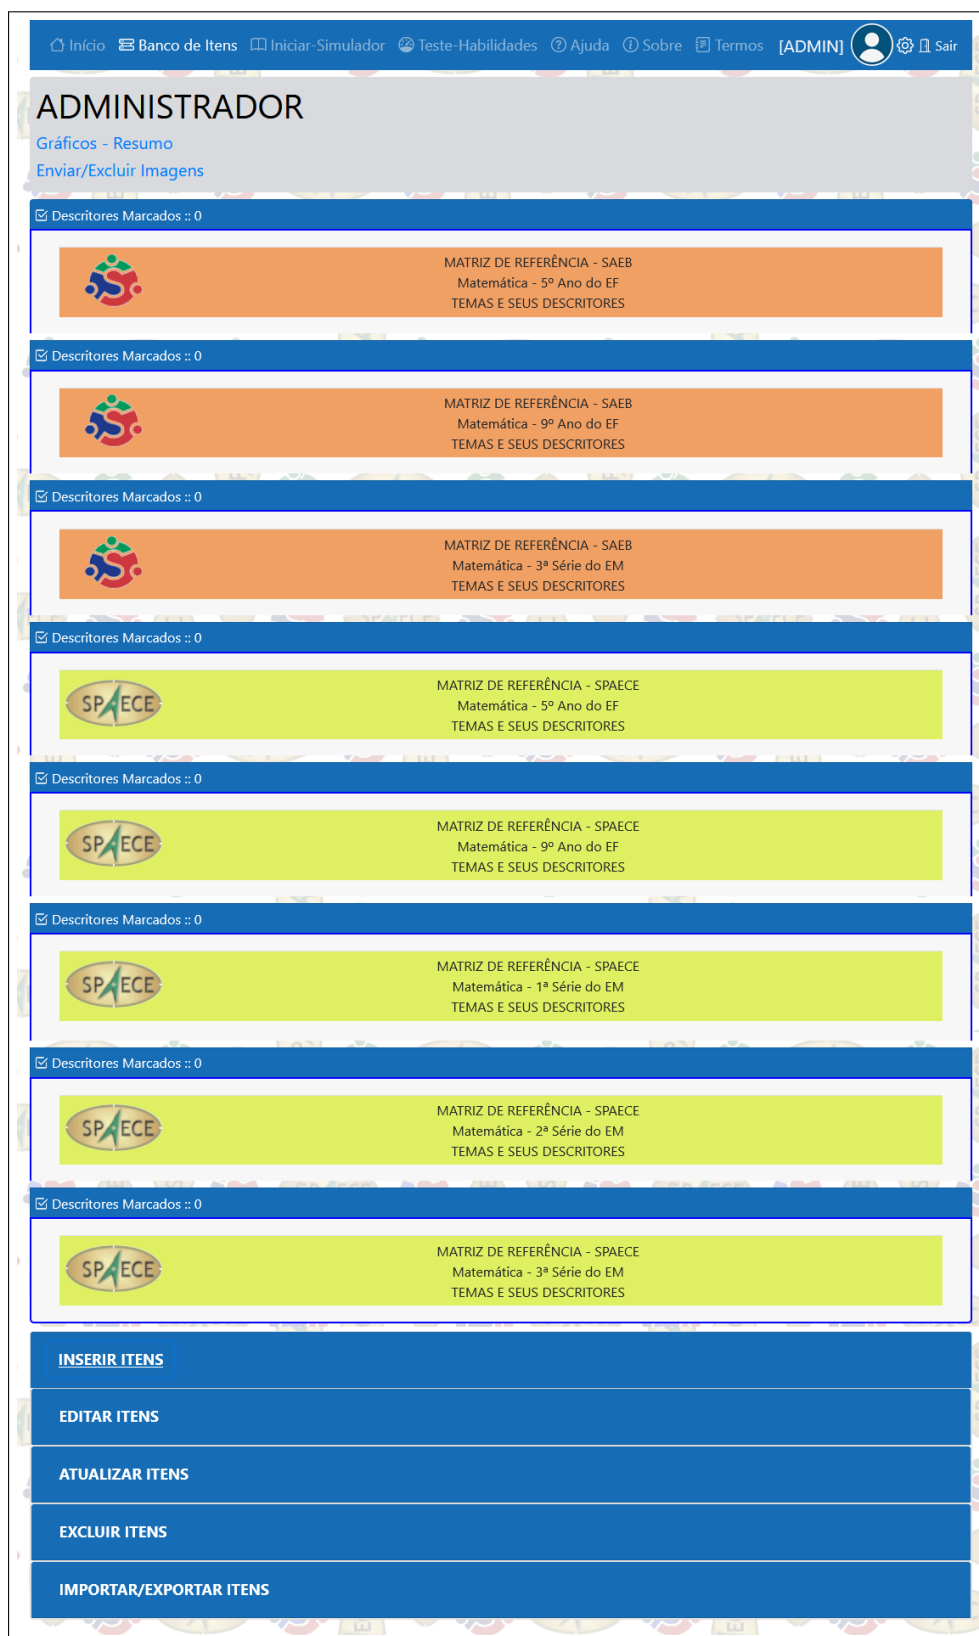 Início Banco de Itens Iniciar-Simulador Teste-Habilidades Ajuda Sobre Termos [ADMIN] Sair
ADMINISTRADOR
Gráficos - Resumo
Enviar/Excluir Imagens
Descritores Marcados :: 0
MATRIZ DE REFERÊNCIA - SAEB
Matemática - 5º Ano do EF
TEMAS E SEUS DESCRITORES
Descritores Marcados :: 0
MATRIZ DE REFERÊNCIA - SAEB
Matemática - 9º Ano do EF
TEMAS E SEUS DESCRITORES
Descritores Marcados :: 0
MATRIZ DE REFERÊNCIA - SAEB
Matemática - 3ª Série do EM
TEMAS E SEUS DESCRITORES
Descritores Marcados :: 0
SPAECE
MATRIZ DE REFERÊNCIA - SPAECE
Matemática - 5º Ano do EF
TEMAS E SEUS DESCRITORES
Descritores Marcados :: 0
SPAECE
MATRIZ DE REFERÊNCIA - SPAECE
Matemática - 9º Ano do EF
TEMAS E SEUS DESCRITORES
Descritores Marcados :: 0
SPAECE
MATRIZ DE REFERÊNCIA - SPAECE
Matemática - 1ª Série do EM
TEMAS E SEUS DESCRITORES
Descritores Marcados :: 0
SPAECE
MATRIZ DE REFERÊNCIA - SPAECE
Matemática - 2ª Série do EM
TEMAS E SEUS DESCRITORES
Descritores Marcados :: 0
SPAECE
MATRIZ DE REFERÊNCIA - SPAECE
Matemática - 3ª Série do EM
TEMAS E SEUS DESCRITORES
INSERIR ITENS
EDITAR ITENS
ATUALIZAR ITENS
EXCLUIR ITENS
IMPORTAR/EXPORTAR ITENS